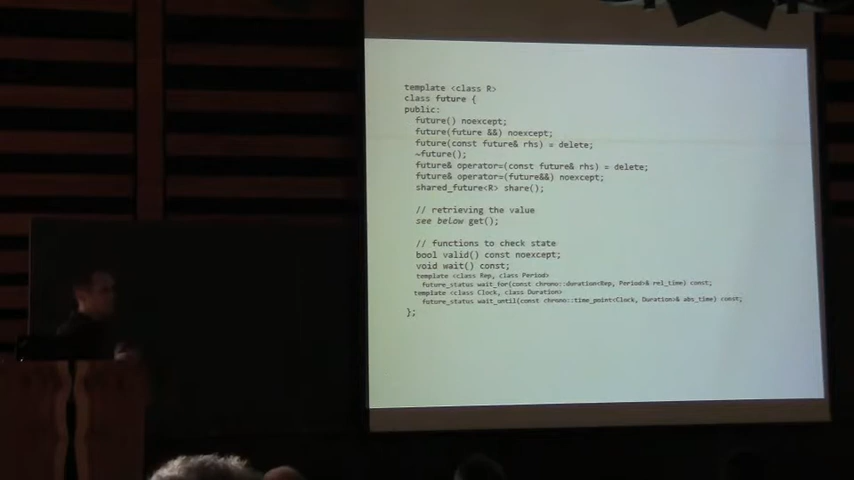 template <class R>
class future {
public:
future() noexcept;
future(future &&) noexcept;
future(const future& rhs) = delete;
~future();
future& operator=(const future& rhs) = delete;
future& operator=(future&&) noexcept;
shared_future<R> share();
// retrieving the value
see below get();
// functions to check state
bool valid() const noexcept;
void wait() const;
template <class Rep, class Period>
future_status wait_for(const chrono::duration<Rep, Period>& rel_time) const;
template <class Clock, class Duration>
future_status wait_until(const chrono::time_point<Clock, Duration>& abs_time) const;
};